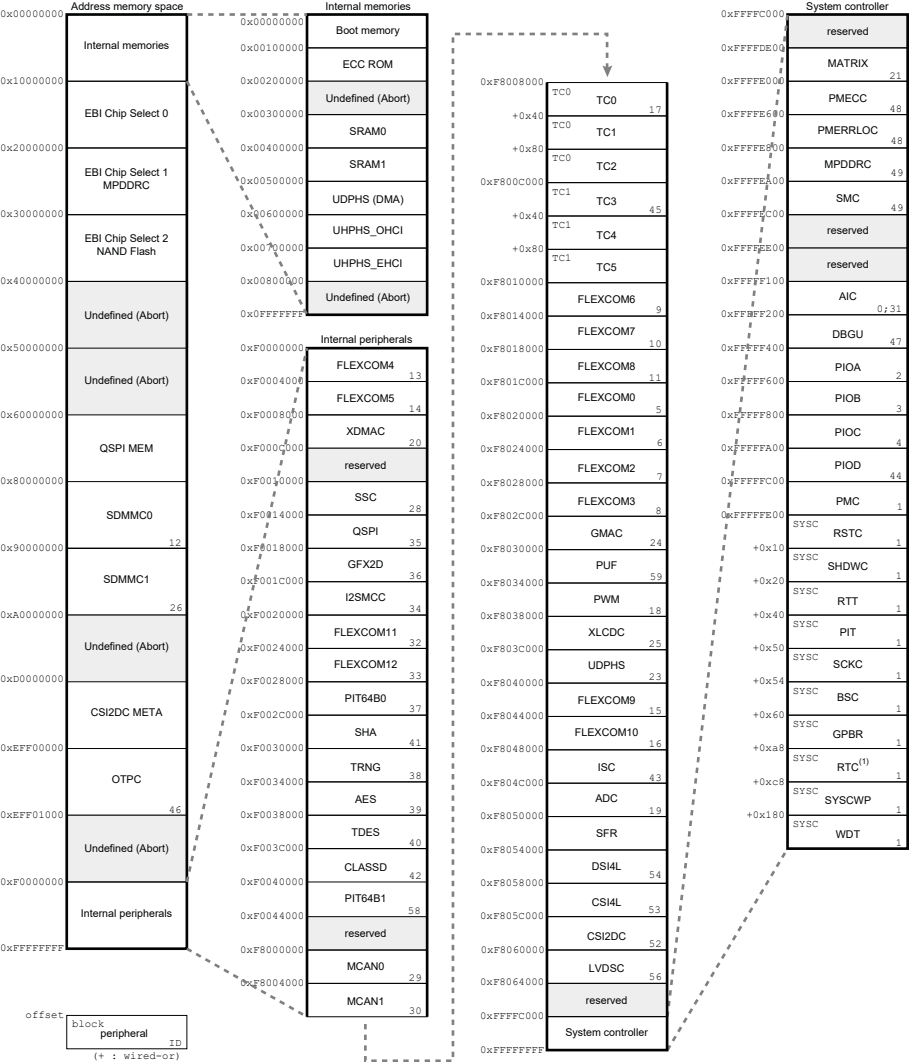 Address memory space
0x00000000
Internal memories
0x10000000
EBI Chip Select 0
0x20000000
EBI Chip Select 1
MPDDRC
0x30000000
EBI Chip Select 2
NAND Flash
0x40000000
Undefined (Abort)
0x50000000
Undefined (Abort)
0x60000000
QSPI MEM
0x80000000
SDMMC0
12
0x90000000
SDMMC1
26
0xA0000000
Undefined (Abort)
0xD0000000
CSI2DC META
0xEFF00000
OTPC
46
0xEFF01000
Undefined (Abort)
0xF0000000
Internal peripherals
0xFFFFFFFF
offset
block
peripheral
ID
(+ : wired-or)
Internal memories
0x00000000
Boot memory
0x00100000
ECC ROM
0x00200000
Undefined (Abort)
0x00300000
SRAM0
0x00400000
SRAM1
0x00500000
UDPHS (DMA)
0x00600000
UHPHS_OHCI
0x00700000
UHPHS_EHCI
0x00800000
Undefined (Abort)
0x0FFFFFFF
Internal peripherals
0xF0000000
FLEXCOM4
13
0xF0004000
FLEXCOM5
14
0xF0008000
XDMAC
20
0xF000C000
reserved
0xF0010000
SSC
28
0xF0014000
QSPI
35
0xF0018000
GFX2D
36
0xF001C000
I2SMCC
34
0xF0020000
FLEXCOM11
32
0xF0024000
FLEXCOM12
33
0xF0028000
PIT64B0
37
0xF002C000
SHA
41
0xF0030000
TRNG
38
0xF0034000
AES
39
0xF0038000
TDES
40
0xF003C000
CLASSD
42
0xF0040000
PIT64B1
58
0xF0044000
reserved
0xF8000000
MCAN0
29
0xF8004000
MCAN1
30
0xF8008000
TC0
TC0
17
+0x40
TC0
TC1
+0x80
TC0
TC2
0xF800C000
TC1
TC3
45
+0x40
TC1
TC4
+0x80
TC1
TC5
0xF8010000
FLEXCOM6
9
0xF8014000
FLEXCOM7
10
0xF8018000
FLEXCOM8
11
0xF801C000
FLEXCOM0
5
0xF8020000
FLEXCOM1
6
0xF8024000
FLEXCOM2
7
0xF8028000
FLEXCOM3
8
0xF802C000
GMAC
24
0xF8030000
PUF
59
0xF8034000
PWM
18
0xF8038000
XLCDC
25
0xF803C000
UDPHS
23
0xF8040000
FLEXCOM9
15
0xF8044000
FLEXCOM10
16
0xF8048000
ISC
43
0xF804C000
ADC
19
0xF8050000
SFR
0xF8054000
DSI4L
54
0xF8058000
CSI4L
53
0xF805C000
CSI2DC
52
0xF8060000
LVDSC
56
0xF8064000
reserved
0xFFFFC000
System controller
0xFFFFFFFF
System controller
0xFFFFC000
reserved
0xFFFFDE00
MATRIX
21
0xFFFFE000
PMECC
48
0xFFFFE600
PMERRLOC
48
0xFFFFE800
MPDDRC
49
0xFFFFEA00
SMC
49
0xFFFFEC00
reserved
0xFFFFEE00
reserved
0xFFFFF100
AIC
0;31
0xFFFFF200
DBGU
47
0xFFFFF400
PIOA
2
0xFFFFF600
PIOB
3
0xFFFFF800
PIOC
4
0xFFFFFA00
PIOD
44
0xFFFFFC00
PMC
1
0xFFFFFE00
SYSC
RSTC
1
+0x10
SYSC
SHDWC
1
+0x20
SYSC
RTT
1
+0x40
SYSC
PIT
1
+0x50
SYSC
SCKC
1
+0x54
SYSC
BSC
1
+0x60
SYSC
GPBR
1
+0xa8
SYSC
RTC(1)
1
+0xc8
SYSC
SYSCWP
1
+0x180
SYSC
WDT
1